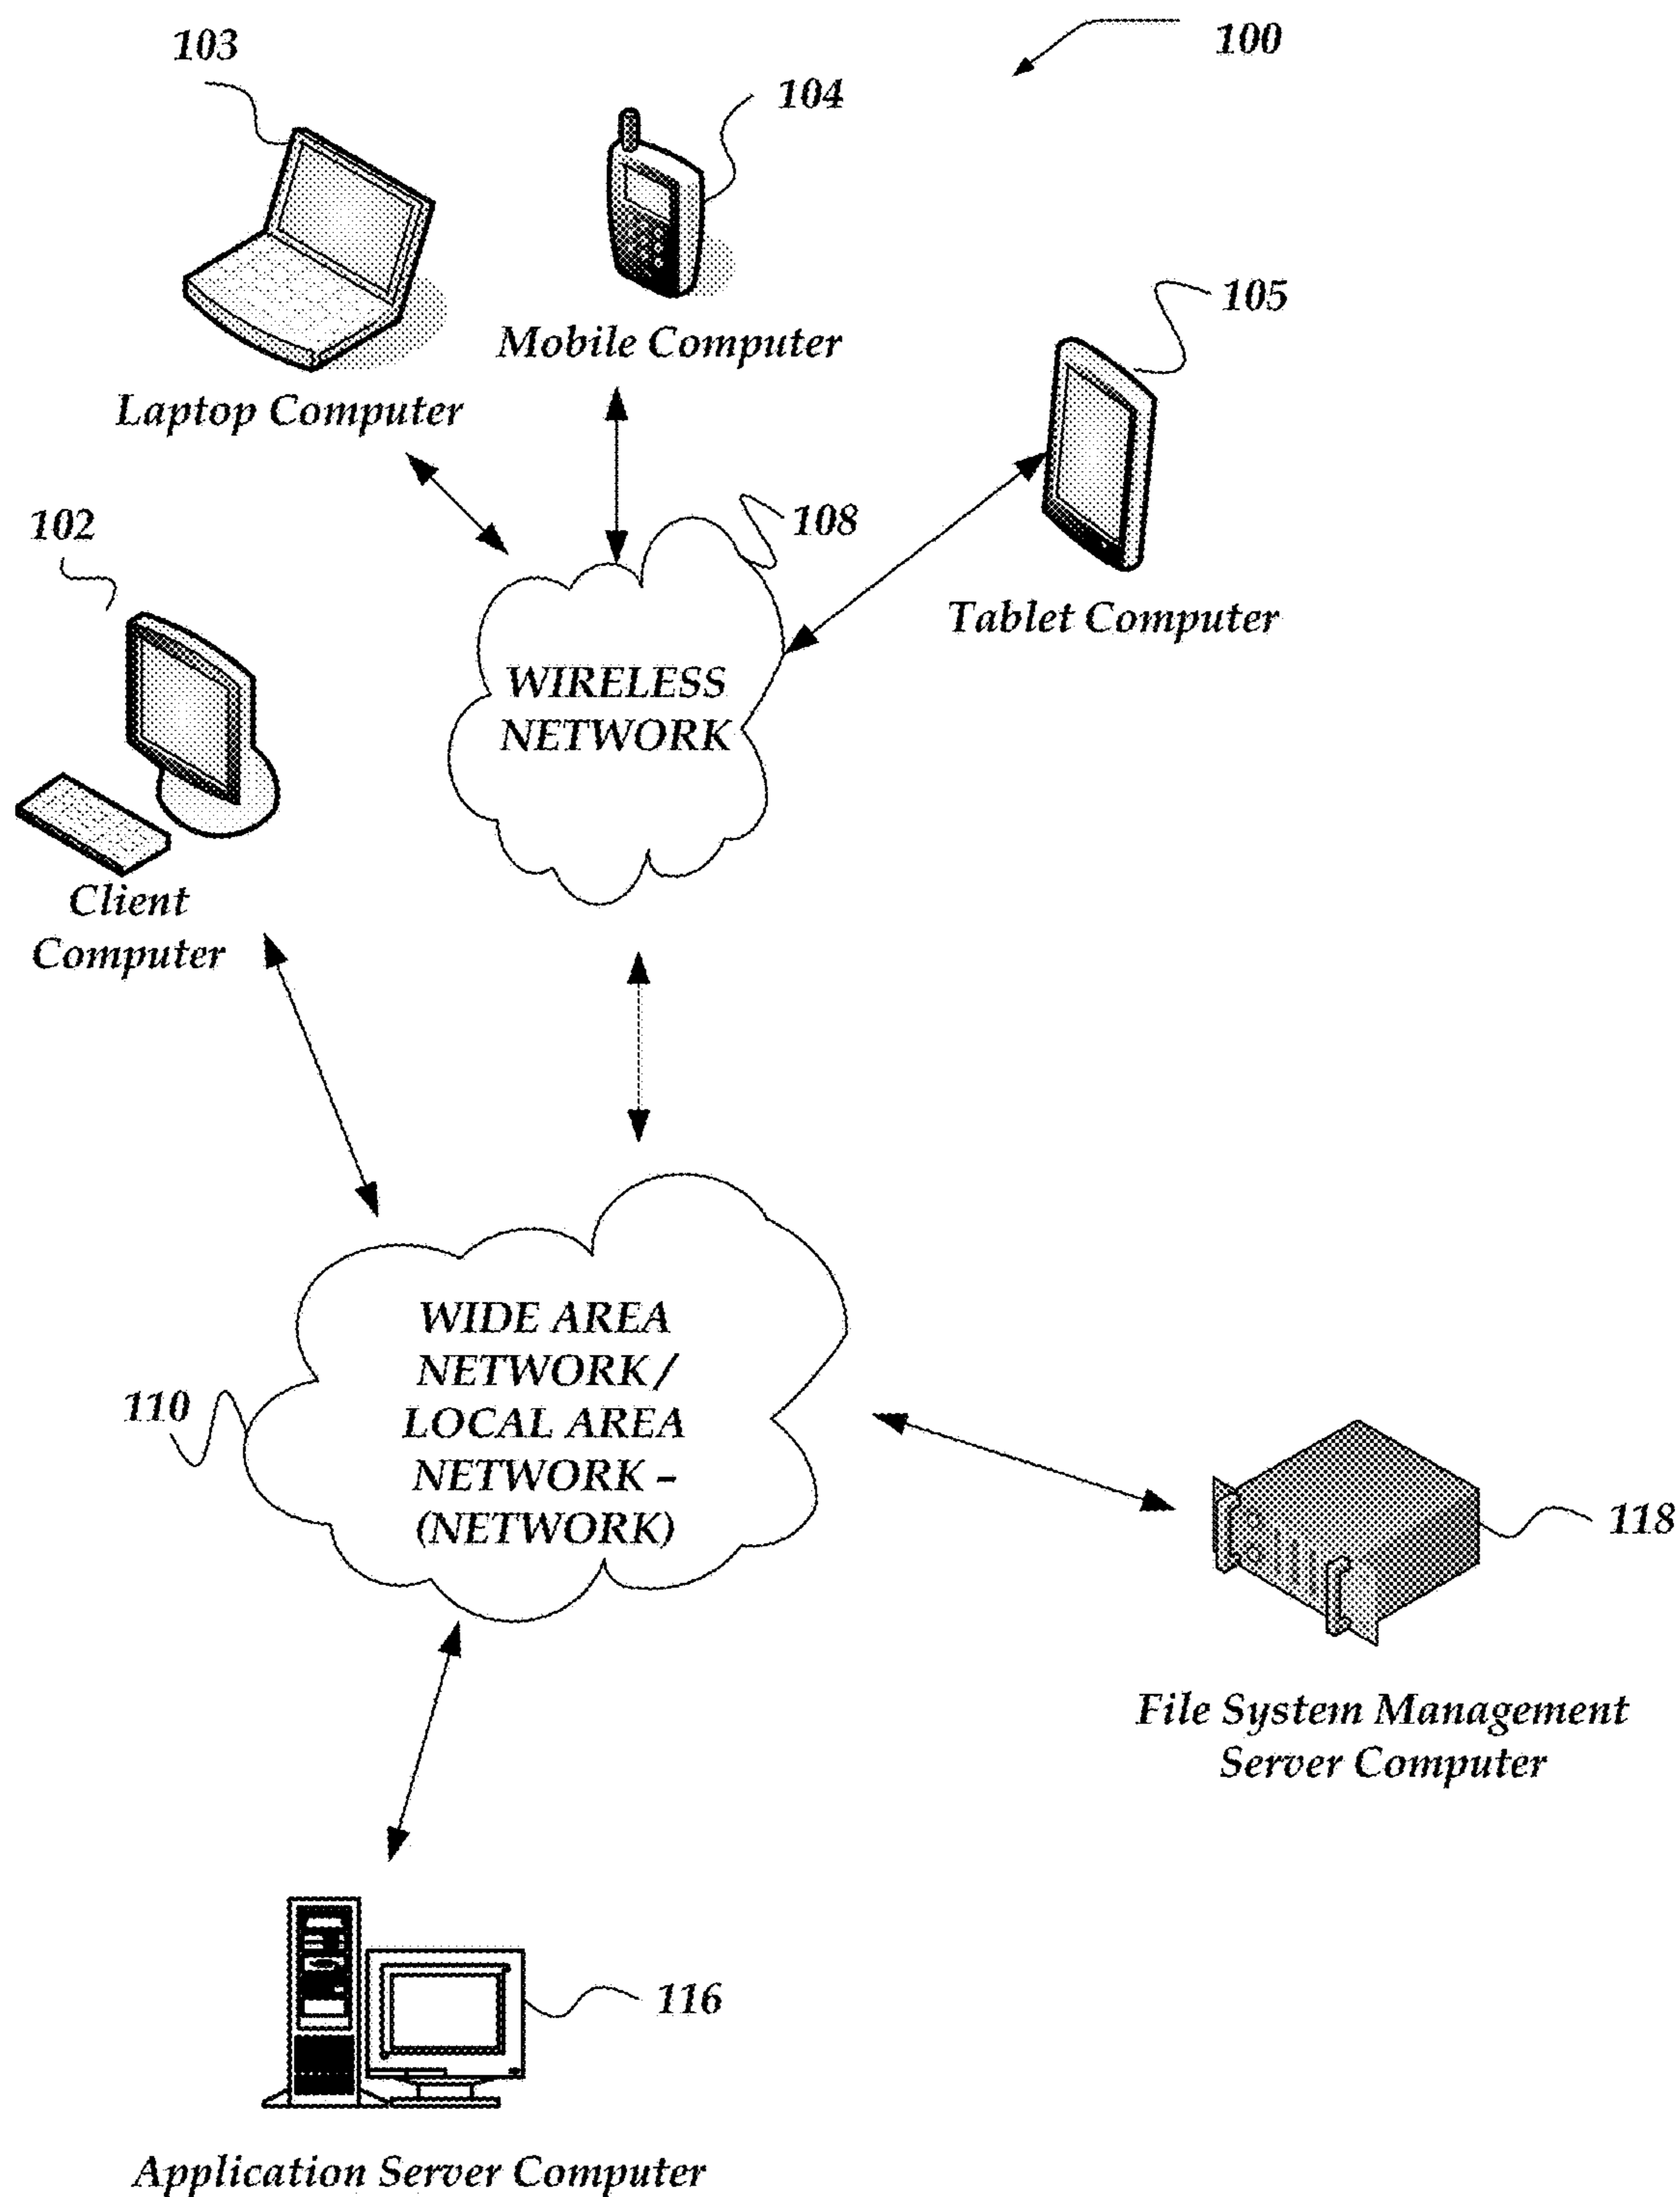 103
100
104
Mobile Computer
105
Laptop Computer
102
108
Tablet Computer
WIRELESS
NETWORK
Client
Computer
WIDE AREA
NETWORK /
LOCAL AREA
NETWORK –
(NETWORK)
110
118
File System Management
Server Computer
116
Application Server Computer